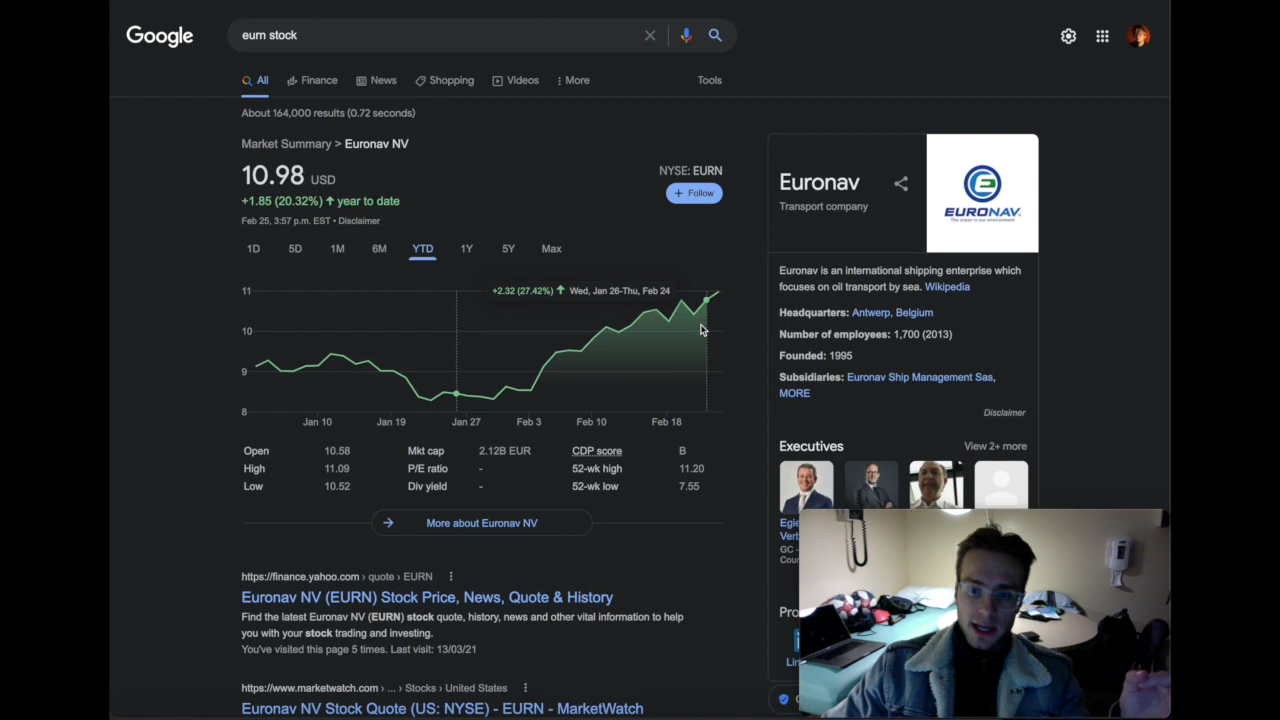 Google
eurn stock
All
Finance
News
Shopping
Videos
More
Tools
About 164,000 results (0.72 seconds)
Market Summary > Euronav NV
10.98 USD
+1.85 (20.32%) ↑ year to date
Feb 25, 3:57 p.m. EST • Disclaimer
NYSE: EURN
+ Follow
1D 5D 1M 6M YTD 1Y 5Y Max
+2.32 (27.42%) ↑ Wed, Jan 26-Thu, Feb 24
11
10
9
8
Jan 10 Jan 19 Jan 27 Feb 3 Feb 10 Feb 18
Open 10.58 Mkt cap 2.12B EUR CDP score B
High 11.09 P/E ratio - 52-wk high 11.20
Low 10.52 Div yield - 52-wk low 7.55
More about Euronav NV
https://finance.yahoo.com › quote › EURN
Euronav NV (EURN) Stock Price, News, Quote & History
Find the latest Euronav NV (EURN) stock quote, history, news and other vital information to help
you with your stock trading and investing.
You've visited this page 5 times. Last visit: 13/03/21
https://www.marketwatch.com › ... › Stocks › United States
Euronav NV Stock Quote (US: NYSE) - EURN - MarketWatch
Euronav
Transport company
EURONAV
Euronav is an international shipping enterprise which
focuses on oil transport by sea. Wikipedia
Headquarters: Antwerp, Belgium
Number of employees: 1,700 (2013)
Founded: 1995
Subsidiaries: Euronav Ship Management Sas,
MORE
Disclaimer
Executives
View 2+ more
Egie
Verb
GC -
Cou
Pro
Lin